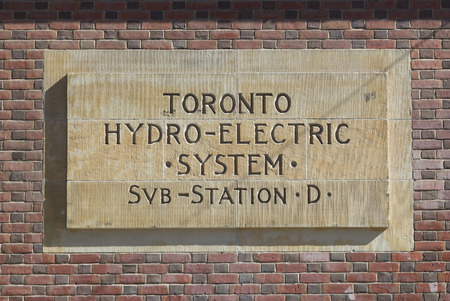 TORONTO
HYDRO-ELECTRIC
·SYSTEM·
SVB-STATION·D·